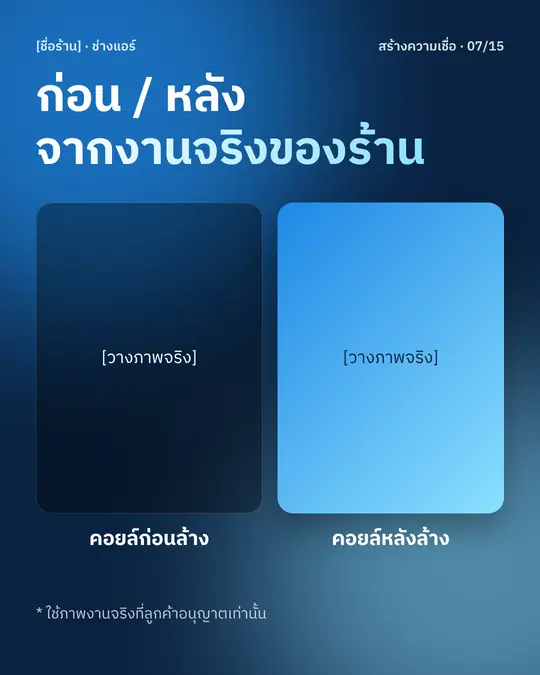 [ชื่อร้าน] · ช่างแอร์
สร้างความเชื่อ · 07/15
ก่อน / หลัง
จากงานจริงของร้าน
[วางภาพจริง]
[วางภาพจริง]
คอยล์ก่อนล้าง
คอยล์หลังล้าง
* ใช้ภาพงานจริงที่ลูกค้าอนุญาตเท่านั้น